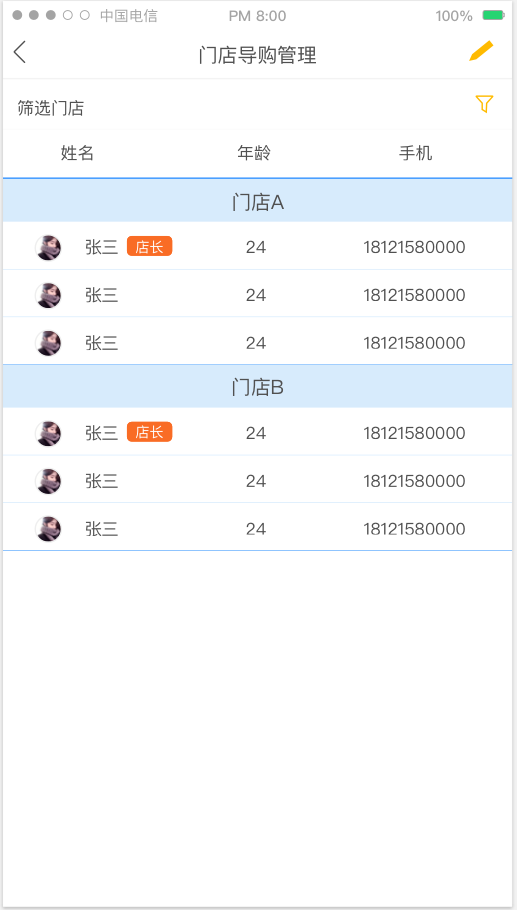 中国电信 PM 8:00 100%
门店导购管理
筛选门店
姓名 年龄 手机
门店A
张三 店长 24 18121580000
张三 24 18121580000
张三 24 18121580000
门店B
张三 店长 24 18121580000
张三 24 18121580000
张三 24 18121580000